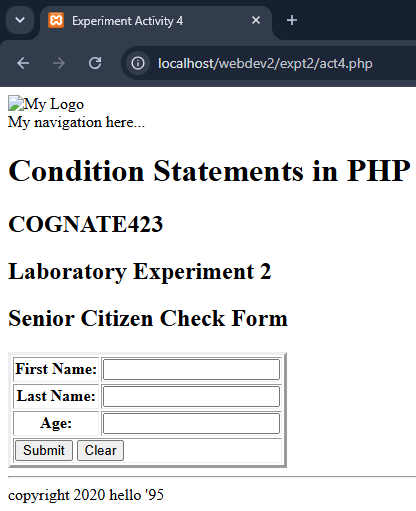 Experiment Activity 4
localhost/webdev2/expt2/act4.php
My Logo
My navigation here...
Condition Statements in PHP
COGNATE423
Laboratory Experiment 2
Senior Citizen Check Form
First Name:
Last Name:
Age:
Submit Clear
copyright 2020 hello '95